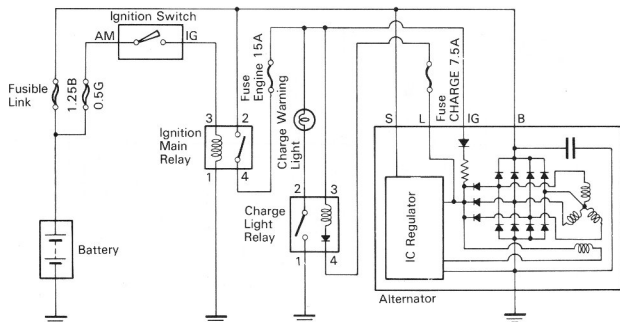 Ignition Switch
AM
IG
Fusible
Link
1.25B
0.5G
Fuse
Engine 15A
Ignition
Main
Relay
3
2
1
4
Charge Warning
Light
Fuse
CHARGE 7.5A
S
L
IG
B
2
3
Charge
Light
Relay
1
4
Battery
IC Regulator
Alternator